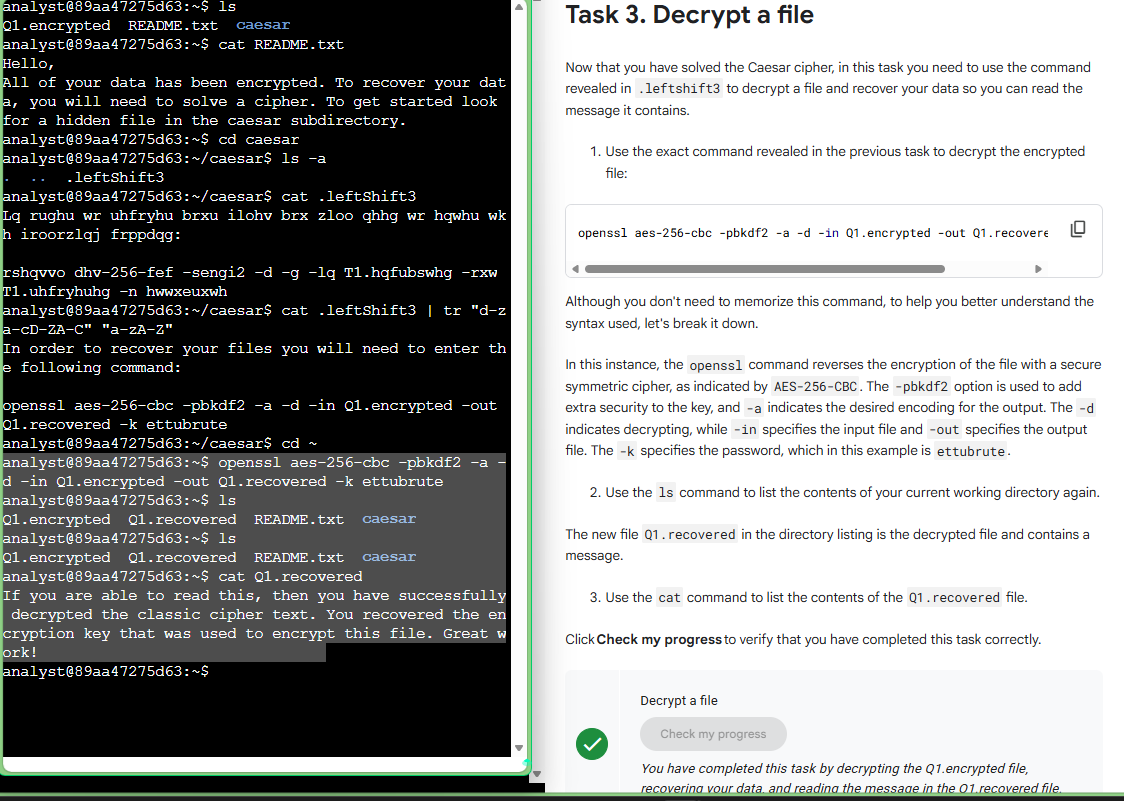 analyst@89aa47275d63:~$ ls
Q1.encrypted  README.txt  caesar
analyst@89aa47275d63:~$ cat README.txt
Hello,
All of your data has been encrypted. To recover your dat
a, you will need to solve a cipher. To get started look
for a hidden file in the caesar subdirectory.
analyst@89aa47275d63:~$ cd caesar
analyst@89aa47275d63:~/caesar$ ls -a
.  ..  .leftShift3
analyst@89aa47275d63:~/caesar$ cat .leftShift3
Lq rughu wr uhfryhu brxu ilohv brx zloo qhhg wr hqwhu wk
h iroorzlqj frppdqg:
rshqvvo dhv-256-fef -sengi2 -d -g -lq T1.hqfubswhg -rxw
T1.uhfryhuhg -n hwwxeuxwh
analyst@89aa47275d63:~/caesar$ cat .leftShift3 | tr "d-z
a-cD-ZA-C" "a-zA-Z"
In order to recover your files you will need to enter th
e following command:
openssl aes-256-cbc -pbkdf2 -a -d -in Q1.encrypted -out
Q1.recovered -k ettubrute
analyst@89aa47275d63:~/caesar$ cd ~
analyst@89aa47275d63:~$ openssl aes-256-cbc -pbkdf2 -a -
d -in Q1.encrypted -out Q1.recovered -k ettubrute
analyst@89aa47275d63:~$ ls
Q1.encrypted  Q1.recovered  README.txt  caesar
analyst@89aa47275d63:~$ ls
Q1.encrypted  Q1.recovered  README.txt  caesar
analyst@89aa47275d63:~$ cat Q1.recovered
If you are able to read this, then you have successfully
 decrypted the classic cipher text. You recovered the en
cryption key that was used to encrypt this file. Great w
ork!
analyst@89aa47275d63:~$
Task 3. Decrypt a file
Now that you have solved the Caesar cipher, in this task you need to use the command
revealed in .leftshift3 to decrypt a file and recover your data so you can read the
message it contains.
1. Use the exact command revealed in the previous task to decrypt the encrypted
file:
openssl aes-256-cbc -pbkdf2 -a -d -in Q1.encrypted -out Q1.recovere
Although you don't need to memorize this command, to help you better understand the
syntax used, let's break it down.
In this instance, the openssl command reverses the encryption of the file with a secure
symmetric cipher, as indicated by AES-256-CBC. The -pbkdf2 option is used to add
extra security to the key, and -a indicates the desired encoding for the output. The -d
indicates decrypting, while -in specifies the input file and -out specifies the output
file. The -k specifies the password, which in this example is ettubrute.
2. Use the ls command to list the contents of your current working directory again.
The new file Q1.recovered in the directory listing is the decrypted file and contains a
message.
3. Use the cat command to list the contents of the Q1.recovered file.
Click Check my progress to verify that you have completed this task correctly.
Decrypt a file
Check my progress
You have completed this task by decrypting the Q1.encrypted file,
recovering your data, and reading the message in the Q1.recovered file.